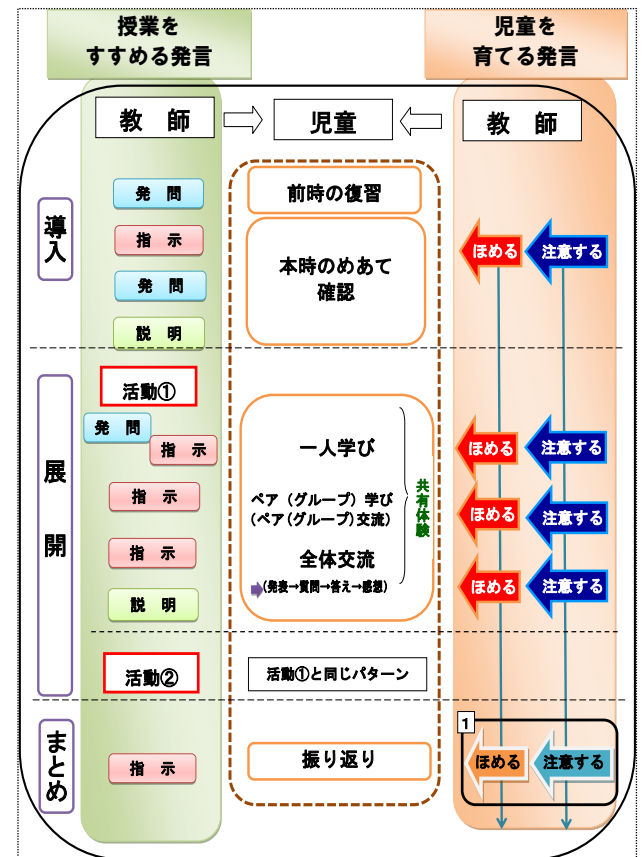 授業を
すすめる発言
児童を
育てる発言
教　師
児童
教　師
導入
発　問
指　示
発　問
説　明
前時の復習
本時のめあて
確認
ほめる
注意する
展開
活動①
発　問
指　示
指　示
指　示
説　明
一人学び
ペア（グループ）学び
(ペア(グループ)交流)
全体交流
(発表→質問→答え→感想)
共有体験
ほめる
注意する
ほめる
注意する
ほめる
注意する
活動②
活動①と同じパターン
まとめ
指　示
振り返り
1
ほめる
注意する